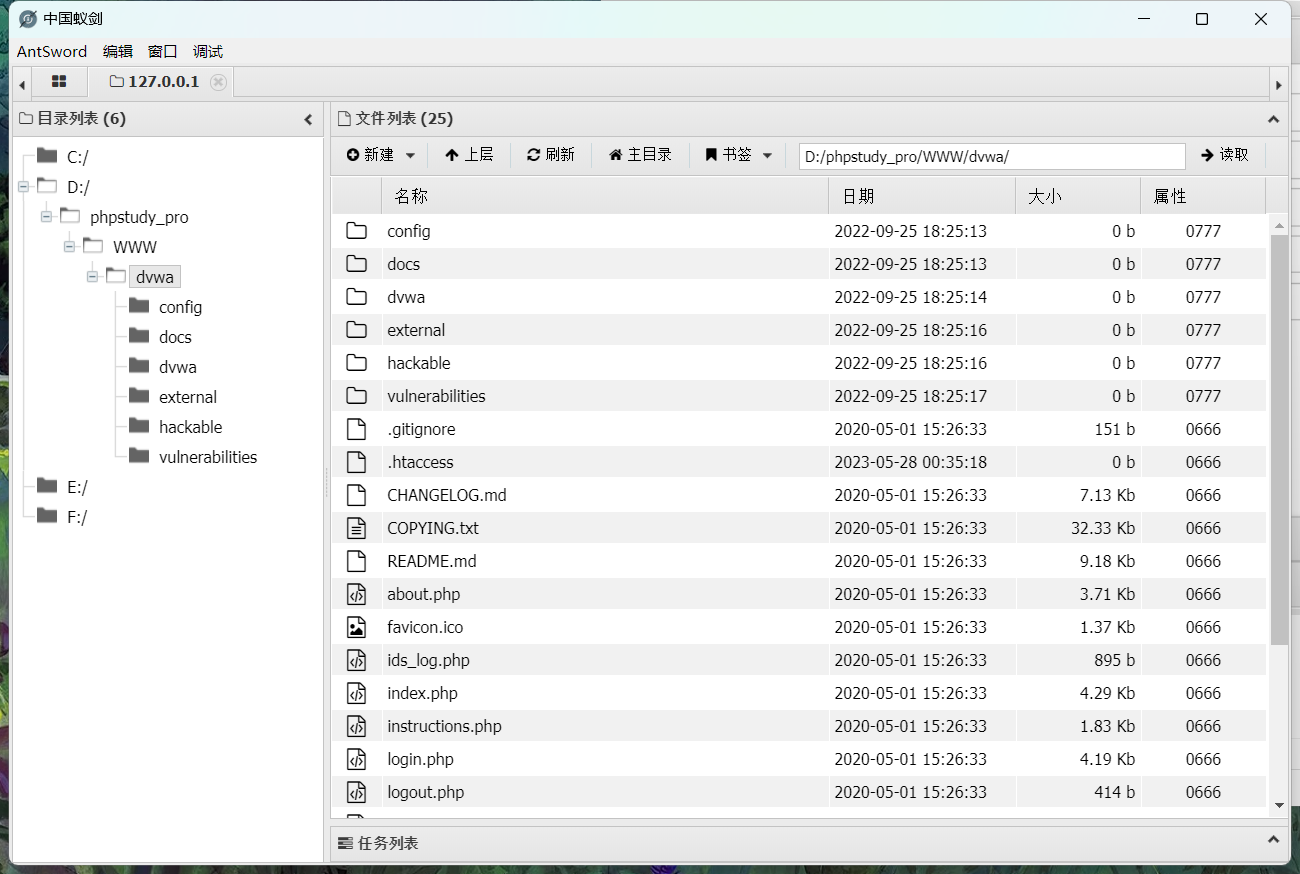 中国蚁剑
AntSword 编辑 窗口 调试
127.0.0.1
目录列表 (6)
C:/
D:/
phpstudy_pro
WWW
dvwa
config
docs
dvwa
external
hackable
vulnerabilities
E:/
F:/
文件列表 (25)
新建 上层 刷新 主目录 书签 D:/phpstudy_pro/WWW/dvwa/ 读取
名称 日期 大小 属性
config 2022-09-25 18:25:13 0 b 0777
docs 2022-09-25 18:25:13 0 b 0777
dvwa 2022-09-25 18:25:14 0 b 0777
external 2022-09-25 18:25:16 0 b 0777
hackable 2022-09-25 18:25:16 0 b 0777
vulnerabilities 2022-09-25 18:25:17 0 b 0777
.gitignore 2020-05-01 15:26:33 151 b 0666
.htaccess 2023-05-28 00:35:18 0 b 0666
CHANGELOG.md 2020-05-01 15:26:33 7.13 Kb 0666
COPYING.txt 2020-05-01 15:26:33 32.33 Kb 0666
README.md 2020-05-01 15:26:33 9.18 Kb 0666
about.php 2020-05-01 15:26:33 3.71 Kb 0666
favicon.ico 2020-05-01 15:26:33 1.37 Kb 0666
ids_log.php 2020-05-01 15:26:33 895 b 0666
index.php 2020-05-01 15:26:33 4.29 Kb 0666
instructions.php 2020-05-01 15:26:33 1.83 Kb 0666
login.php 2020-05-01 15:26:33 4.19 Kb 0666
logout.php 2020-05-01 15:26:33 414 b 0666
任务列表